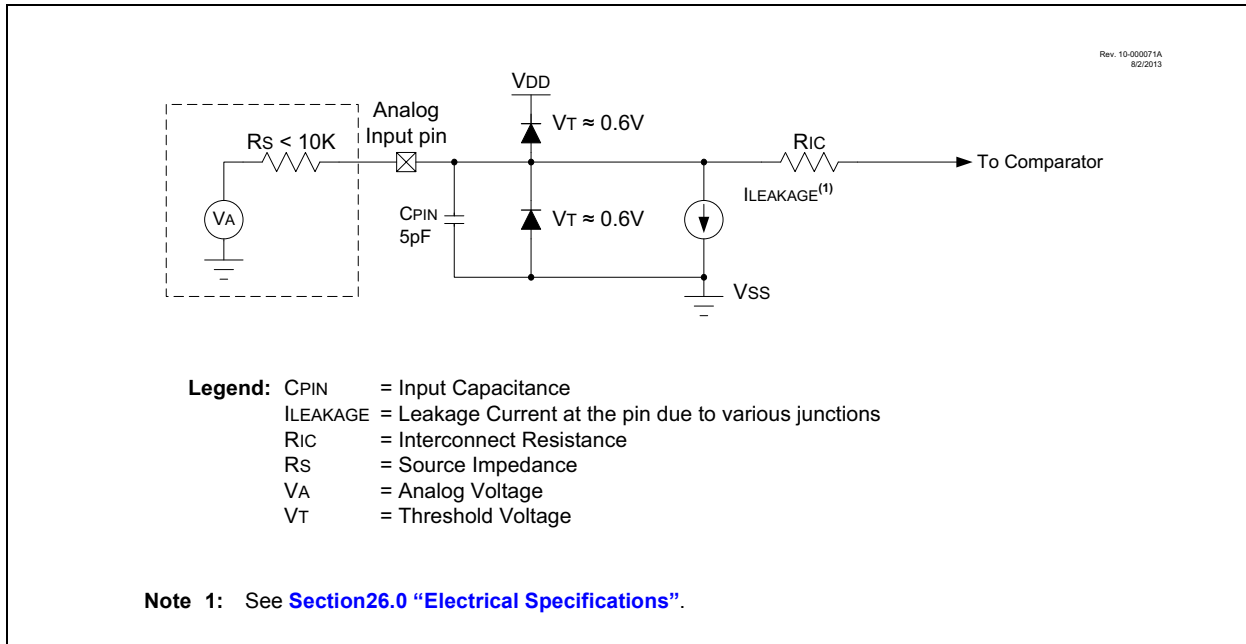 Rev. 10-000071A
8/2/2013
VDD
Analog
Input pin
VT ≈ 0.6V
RS < 10K
RIC
To Comparator
ILEAKAGE(1)
VA
CPIN
5pF
VT ≈ 0.6V
VSS
Legend: CPIN = Input Capacitance
ILEAKAGE = Leakage Current at the pin due to various junctions
RIC = Interconnect Resistance
RS = Source Impedance
VA = Analog Voltage
VT = Threshold Voltage
Note 1: See Section26.0 “Electrical Specifications”.